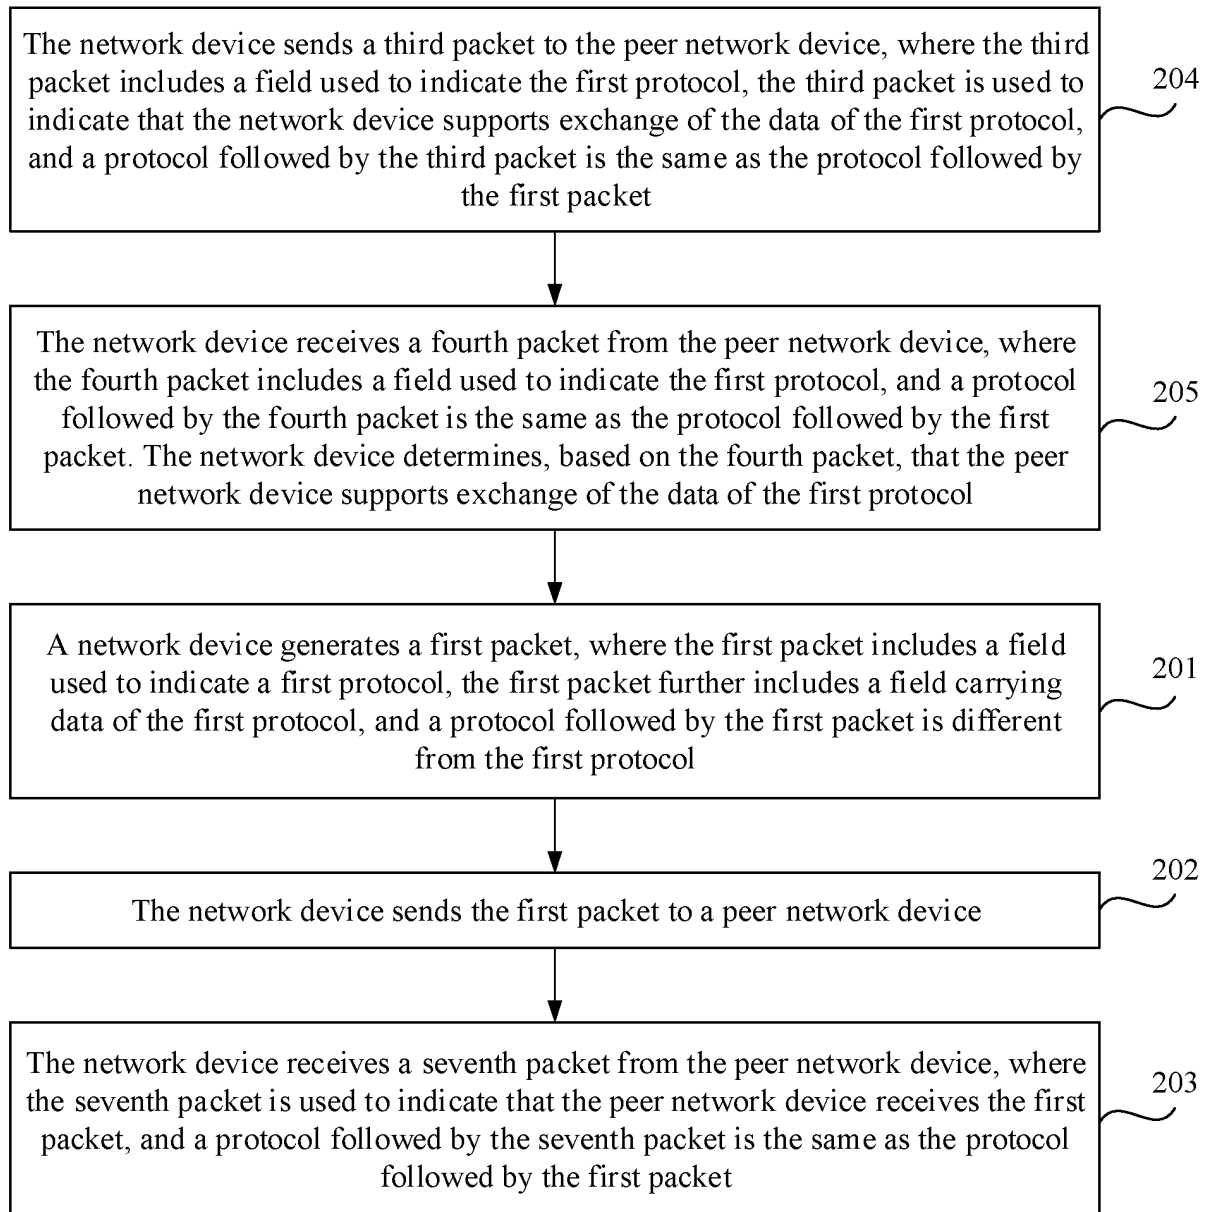 The network device sends a third packet to the peer network device, where the third
packet includes a field used to indicate the first protocol, the third packet is used to
indicate that the network device supports exchange of the data of the first protocol,
and a protocol followed by the third packet is the same as the protocol followed by
the first packet
204
The network device receives a fourth packet from the peer network device, where
the fourth packet includes a field used to indicate the first protocol, and a protocol
followed by the fourth packet is the same as the protocol followed by the first
packet. The network device determines, based on the fourth packet, that the peer
network device supports exchange of the data of the first protocol
205
A network device generates a first packet, where the first packet includes a field
used to indicate a first protocol, the first packet further includes a field carrying
data of the first protocol, and a protocol followed by the first packet is different
from the first protocol
201
The network device sends the first packet to a peer network device
202
The network device receives a seventh packet from the peer network device, where
the seventh packet is used to indicate that the peer network device receives the first
packet, and a protocol followed by the seventh packet is the same as the protocol
followed by the first packet
203